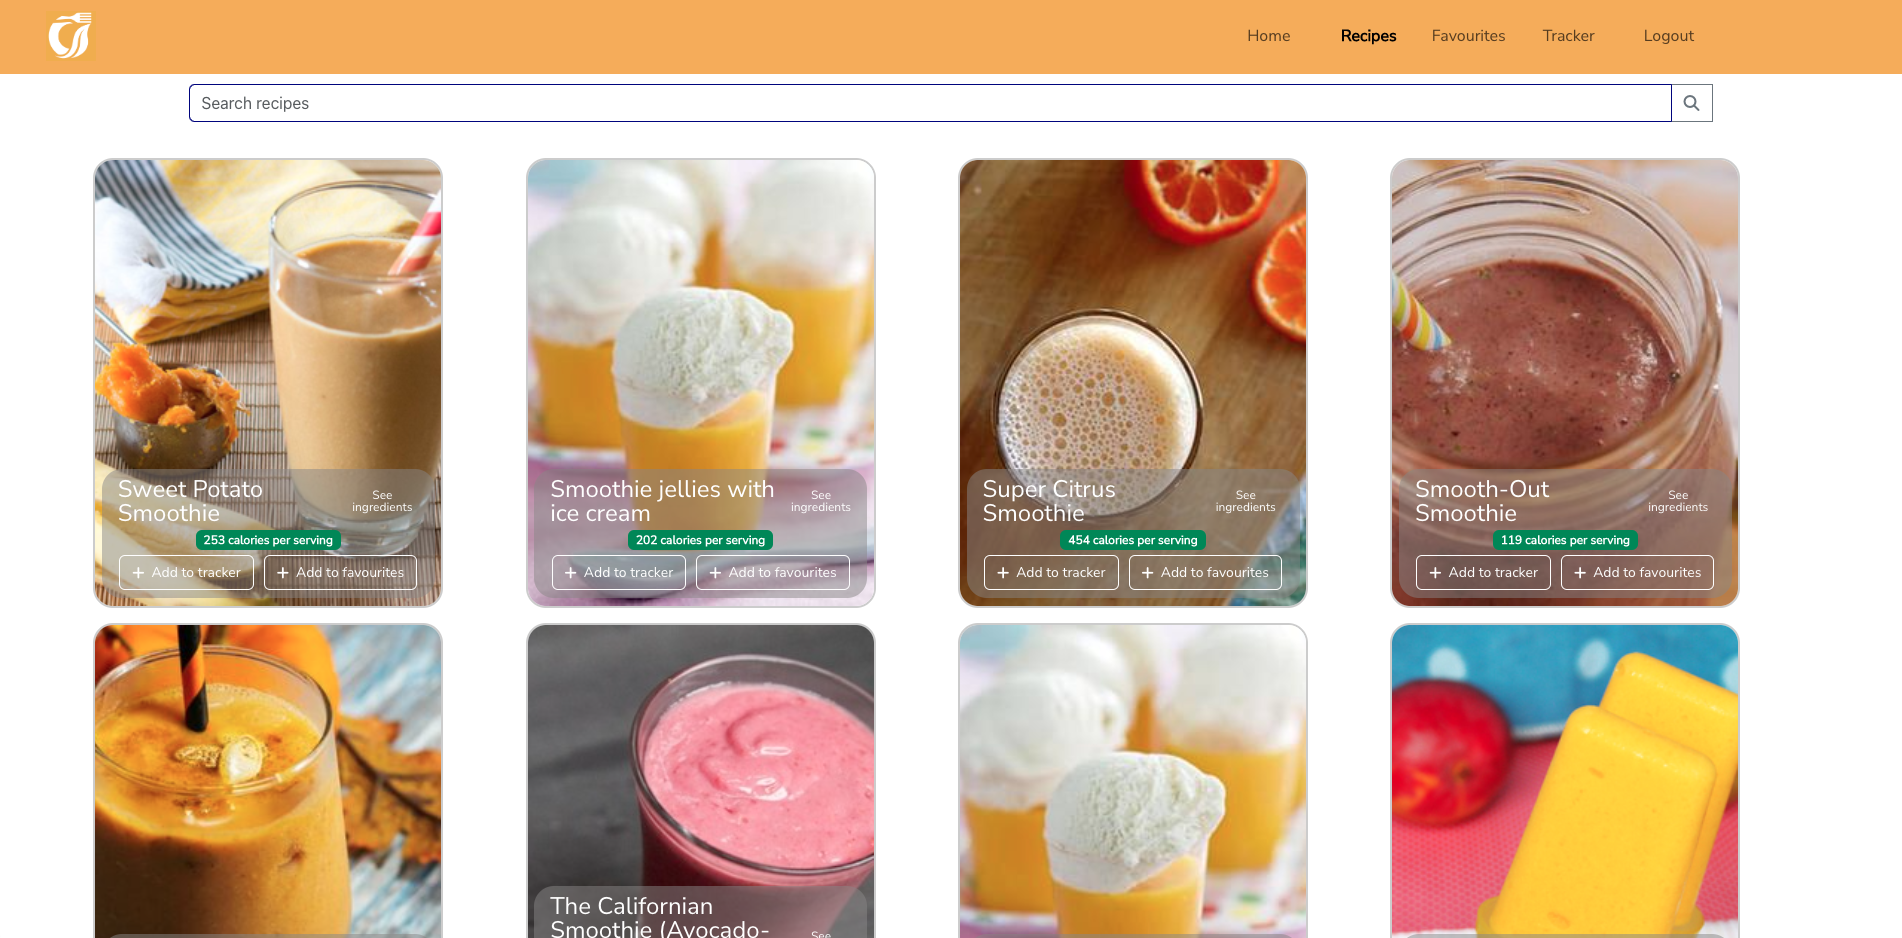 Home
Recipes
Favourites
Tracker
Logout
Search recipes
Sweet Potato
Smoothie
See
ingredients
253 calories per serving
+ Add to tracker
+ Add to favourites
Smoothie jellies with
ice cream
See
ingredients
202 calories per serving
+ Add to tracker
+ Add to favourites
Super Citrus
Smoothie
See
ingredients
454 calories per serving
+ Add to tracker
+ Add to favourites
Smooth-Out
Smoothie
See
ingredients
119 calories per serving
+ Add to tracker
+ Add to favourites
The Californian
Smoothie (Avocado-
See